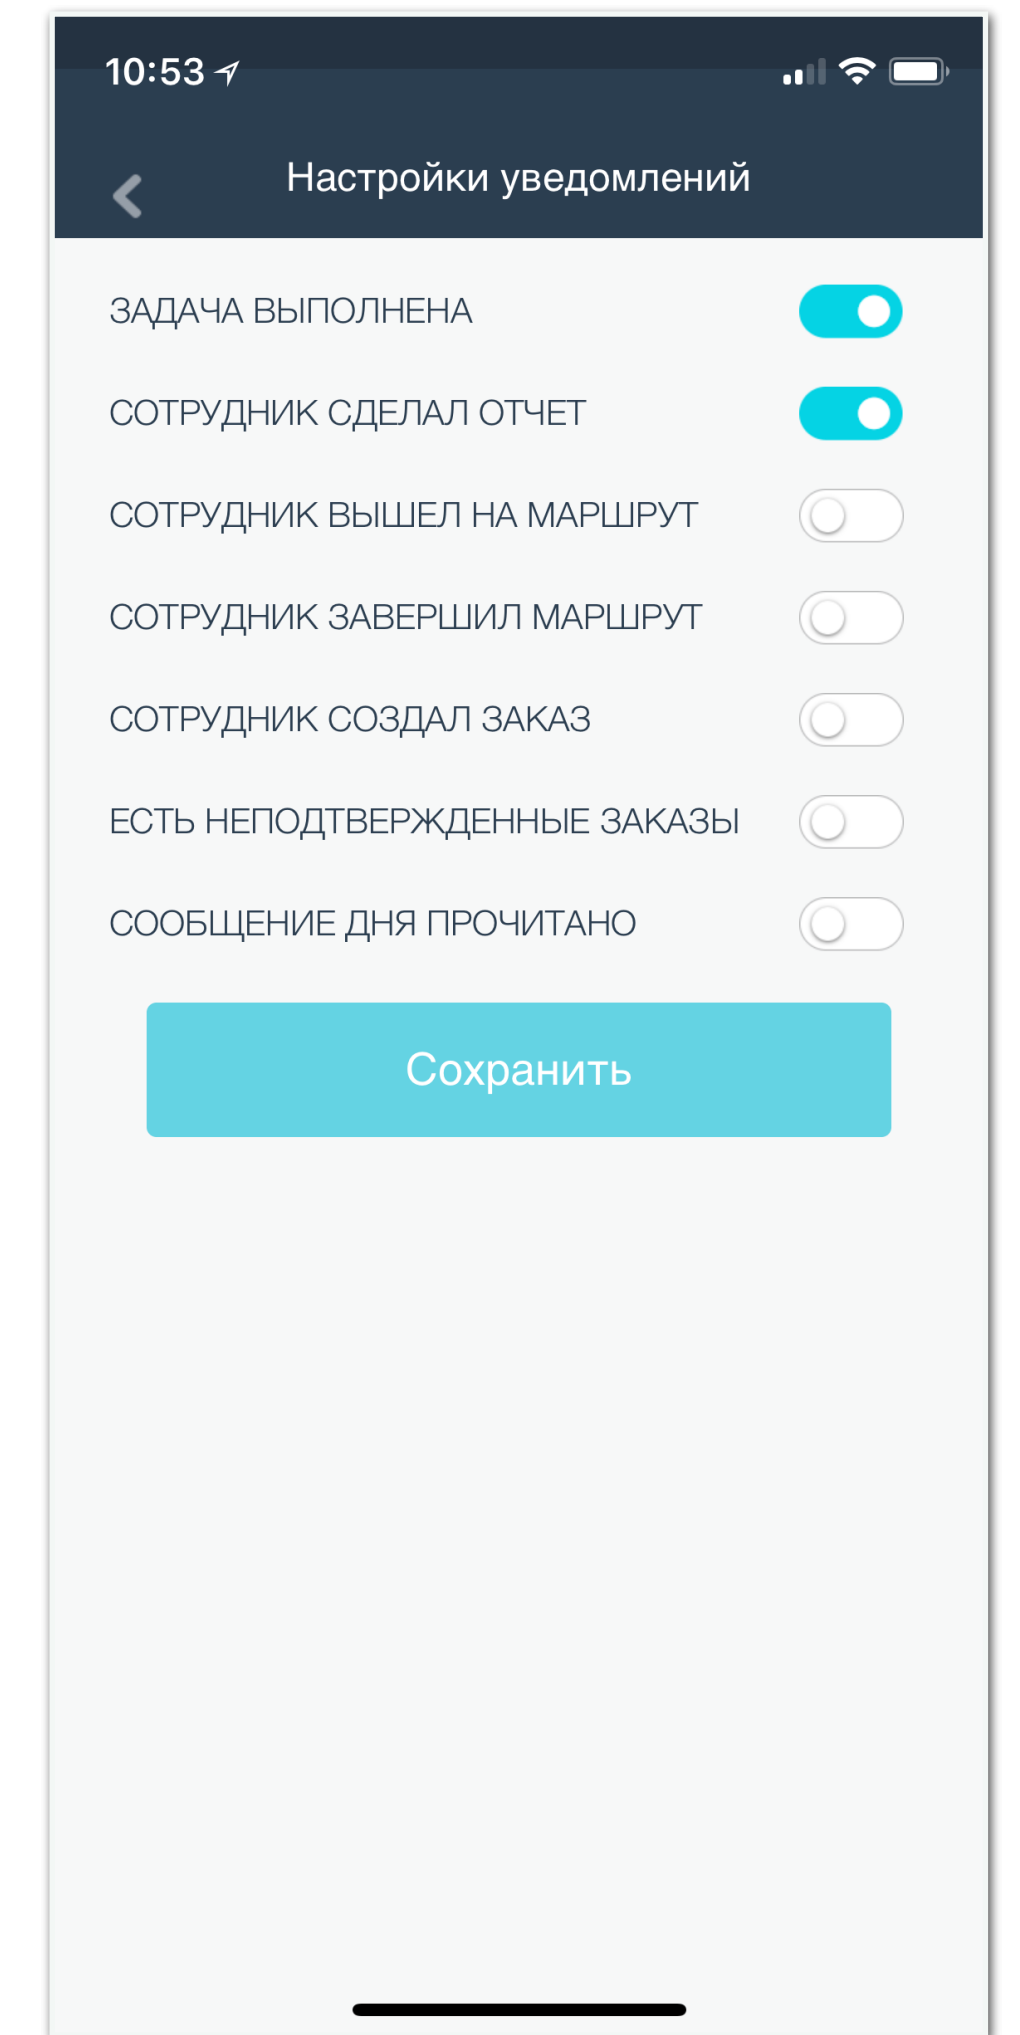 10:53
Настройки уведомлений
ЗАДАЧА ВЫПОЛНЕНА
СОТРУДНИК СДЕЛАЛ ОТЧЕТ
СОТРУДНИК ВЫШЕЛ НА МАРШРУТ
СОТРУДНИК ЗАВЕРШИЛ МАРШРУТ
СОТРУДНИК СОЗДАЛ ЗАКАЗ
ЕСТЬ НЕПОДТВЕРЖДЕННЫЕ ЗАКАЗЫ
СООБЩЕНИЕ ДНЯ ПРОЧИТАНО
Сохранить